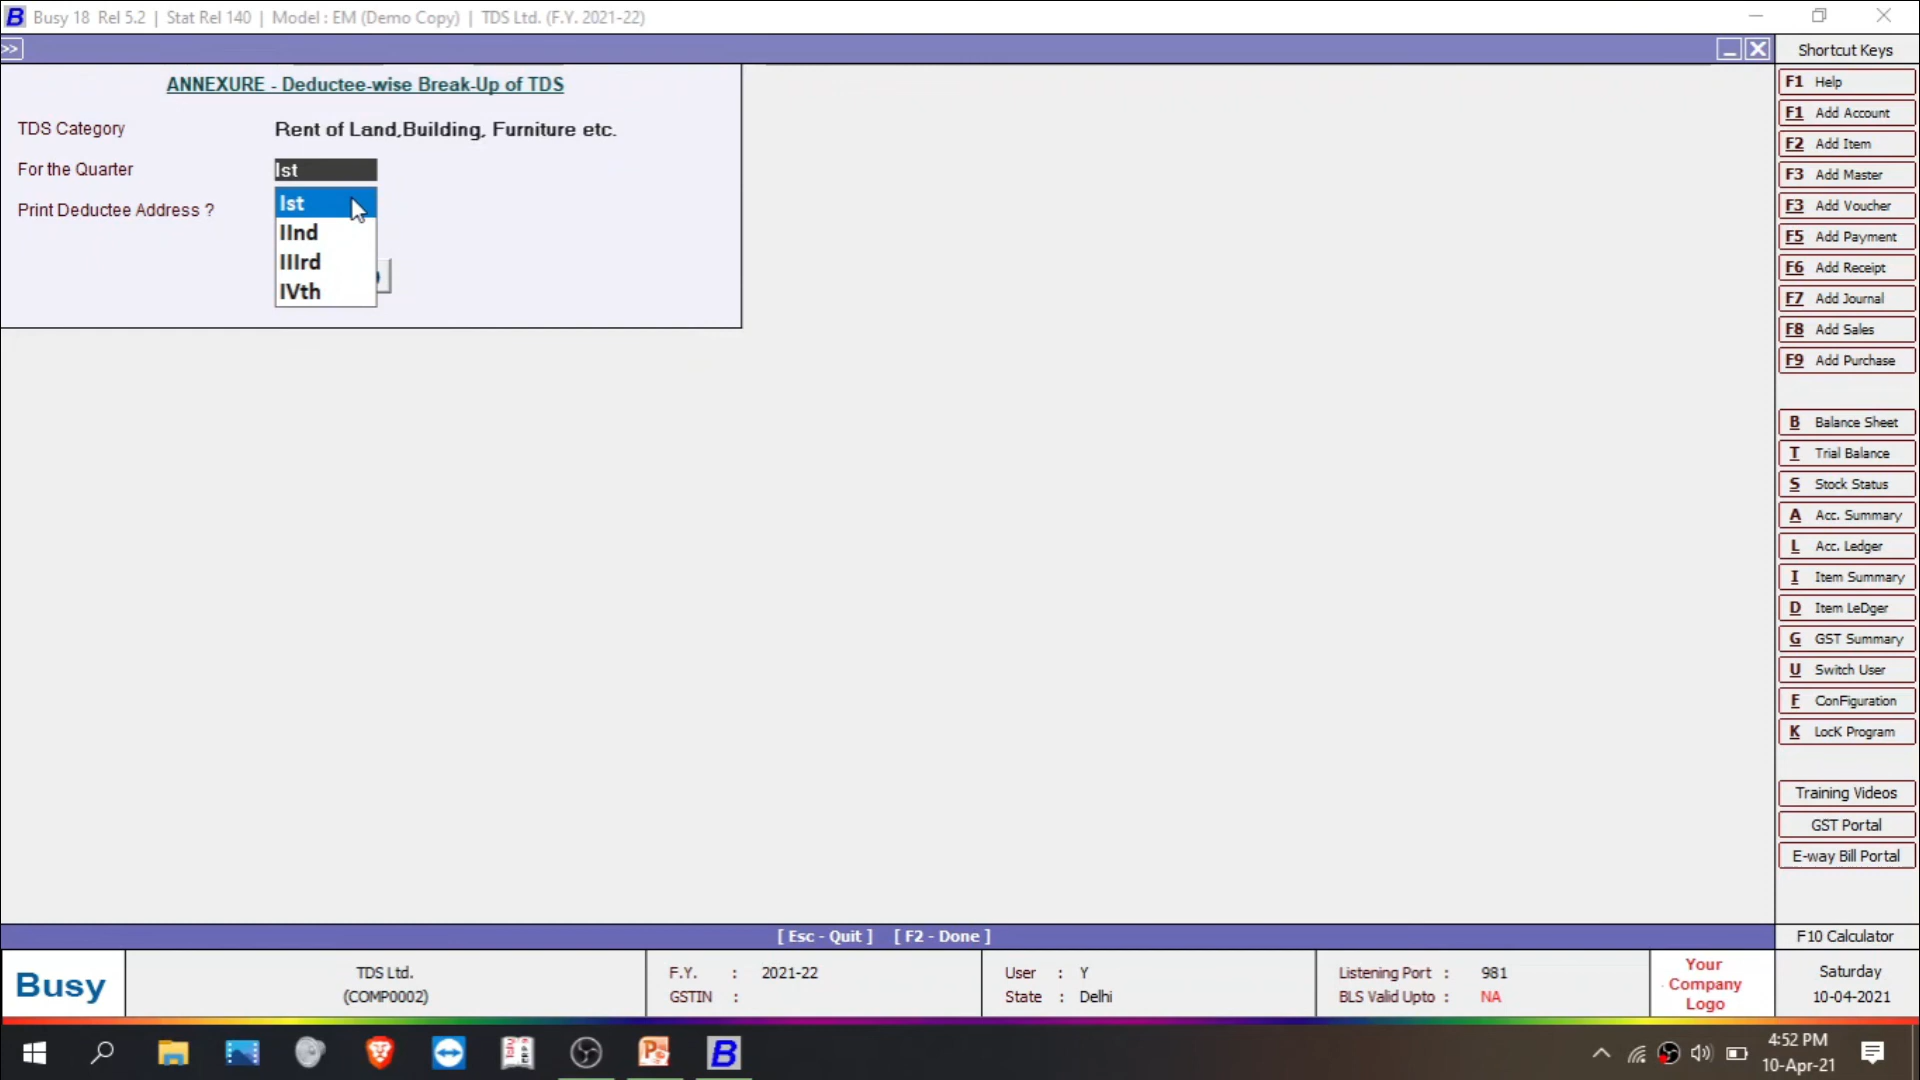 Busy 18 Rel 5.2 | Stat Rel 140 | Model : EM (Demo Copy) | TDS Ltd. (F.Y. 2021-22)
>>
ANNEXURE - Deductee-wise Break-Up of TDS
TDS Category Rent of Land,Building, Furniture etc.
For the Quarter Ist
Print Deductee Address ?
Ist
IInd
IIIrd
IVth
Shortcut Keys
F1 Help
F1 Add Account
F2 Add Item
F3 Add Master
F3 Add Voucher
F5 Add Payment
F6 Add Receipt
F7 Add Journal
F8 Add Sales
F9 Add Purchase
B Balance Sheet
T Trial Balance
S Stock Status
A Acc. Summary
L Acc. Ledger
I Item Summary
D Item LeDger
G GST Summary
U Switch User
F ConFiguration
K LocK Program
Training Videos
GST Portal
E-way Bill Portal
[ Esc - Quit ] [ F2 - Done ]
F10 Calculator
Busy
TDS Ltd.
(COMP0002)
F.Y. : 2021-22
GSTIN :
User : Y
State : Delhi
Listening Port : 981
BLS Valid Upto : NA
Your
Company
Logo
Saturday
10-04-2021
4:52 PM
10-Apr-21